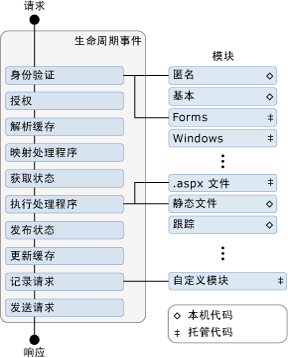 请求
生命周期事件
身份验证
授权
解析缓存
映射处理程序
获取状态
执行处理程序
发布状态
更新缓存
记录请求
发送请求
响应
模块
匿名
基本
Forms
Windows
.aspx 文件
静态文件
跟踪
自定义模块
本机代码
托管代码